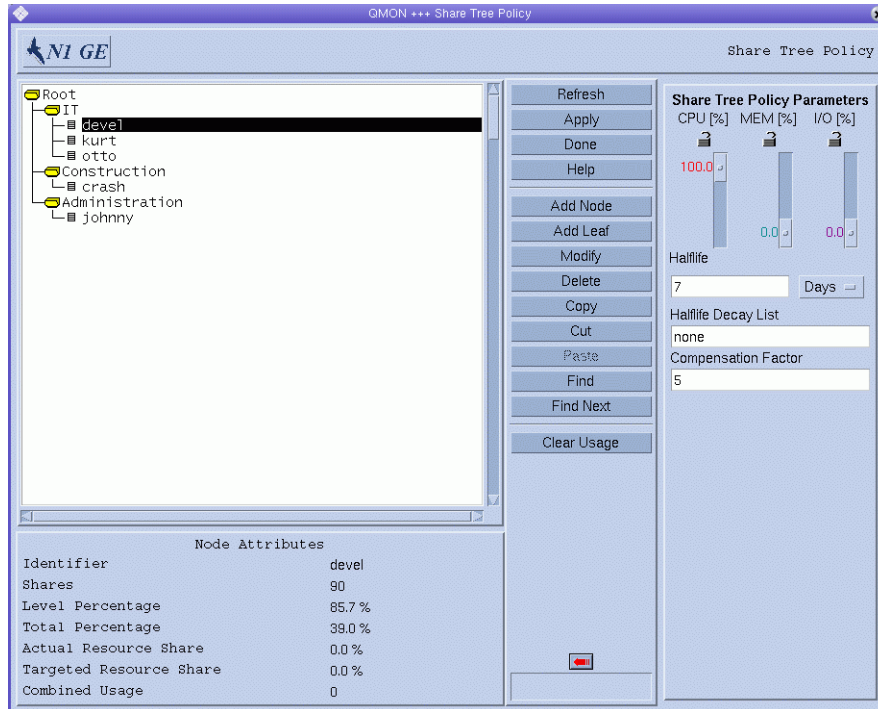 QMON +++ Share Tree Policy
N1 GE
Share Tree Policy
Root
IT
devel
kurt
otto
Construction
crash
Administration
johnny
Refresh
Apply
Done
Help
Add Node
Add Leaf
Modify
Delete
Copy
Cut
Paste
Find
Find Next
Clear Usage
Share Tree Policy Parameters
CPU [%] MEM [%] I/O [%]
100.0
0.0 0.0
Halflife
7 Days
Halflife Decay List
none
Compensation Factor
5
Node Attributes
Identifier devel
Shares 90
Level Percentage 85.7 %
Total Percentage 39.0 %
Actual Resource Share 0.0 %
Targeted Resource Share 0.0 %
Combined Usage 0